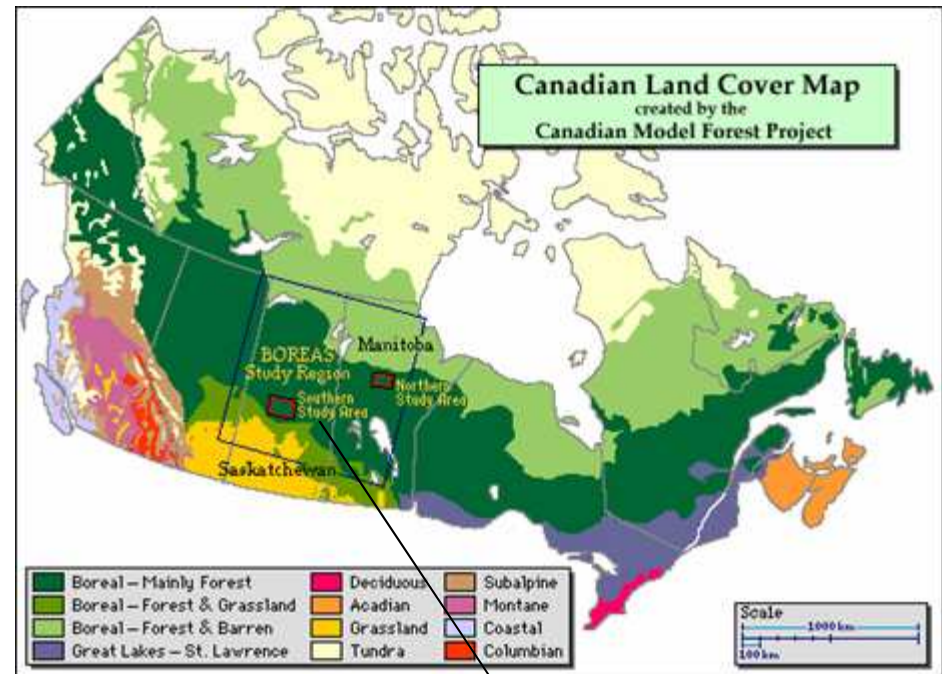 Canadian Land Cover Map
created by the
Canadian Model Forest Project
Manitoba
BOREAS
Study Region
Northern
Study Area
Southern
Study Area
Saskatchewan
Boreal – Mainly Forest
Boreal – Forest & Grassland
Boreal – Forest & Barren
Great Lakes – St. Lawrence
Deciduous
Acadian
Grassland
Tundra
Subalpine
Montane
Coastal
Columbian
Scale
1000 km
100 km